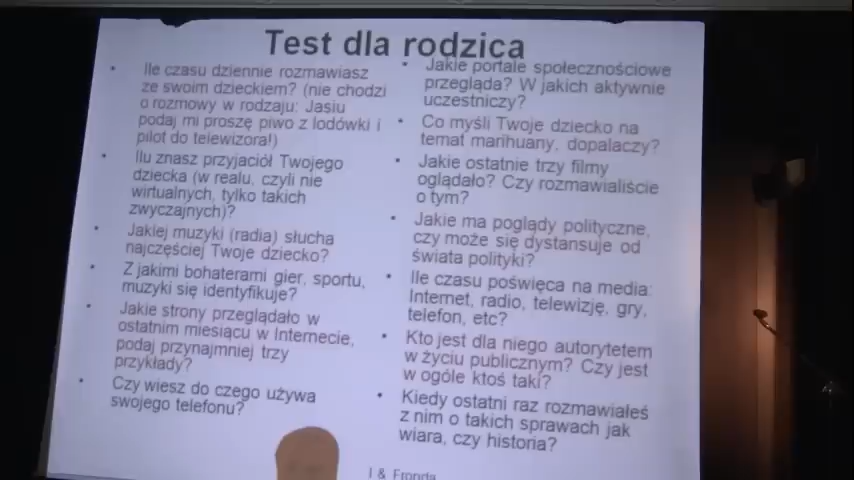 Test dla rodzica
• Ile czasu dziennie rozmawiasz
ze swoim dzieckiem? (nie chodzi
o rozmowy w rodzaju: Jasiu
podaj mi proszę piwo z lodówki i
pilot do telewizora!)
• Ilu znasz przyjaciół Twojego
dziecka (w realu, czyli nie
wirtualnych, tylko takich
zwyczajnych)?
• Jakiej muzyki (radia) słucha
najczęściej Twoje dziecko?
• Z jakimi bohaterami gier, sportu,
muzyki się identyfikuje?
• Jakie strony przeglądało w
ostatnim miesiącu w Internecie,
podaj przynajmniej trzy
przykłady?
• Czy wiesz do czego używa
swojego telefonu?
• Jakie portale społecznościowe
przegląda? W jakich aktywnie
uczestniczy?
• Co myśli Twoje dziecko na
temat marihuany, dopalaczy?
• Jakie ostatnie trzy filmy
oglądało? Czy rozmawialiście
o tym?
• Jakie ma poglądy polityczne,
czy może się dystansuje od
świata polityki?
• Ile czasu poświęca na media:
Internet, radio, telewizję, gry,
telefon, etc?
• Kto jest dla niego autorytetem
w życiu publicznym? Czy jest
w ogóle ktoś taki?
• Kiedy ostatni raz rozmawiałeś
z nim o takich sprawach jak
wiara, czy historia?
& Fronda